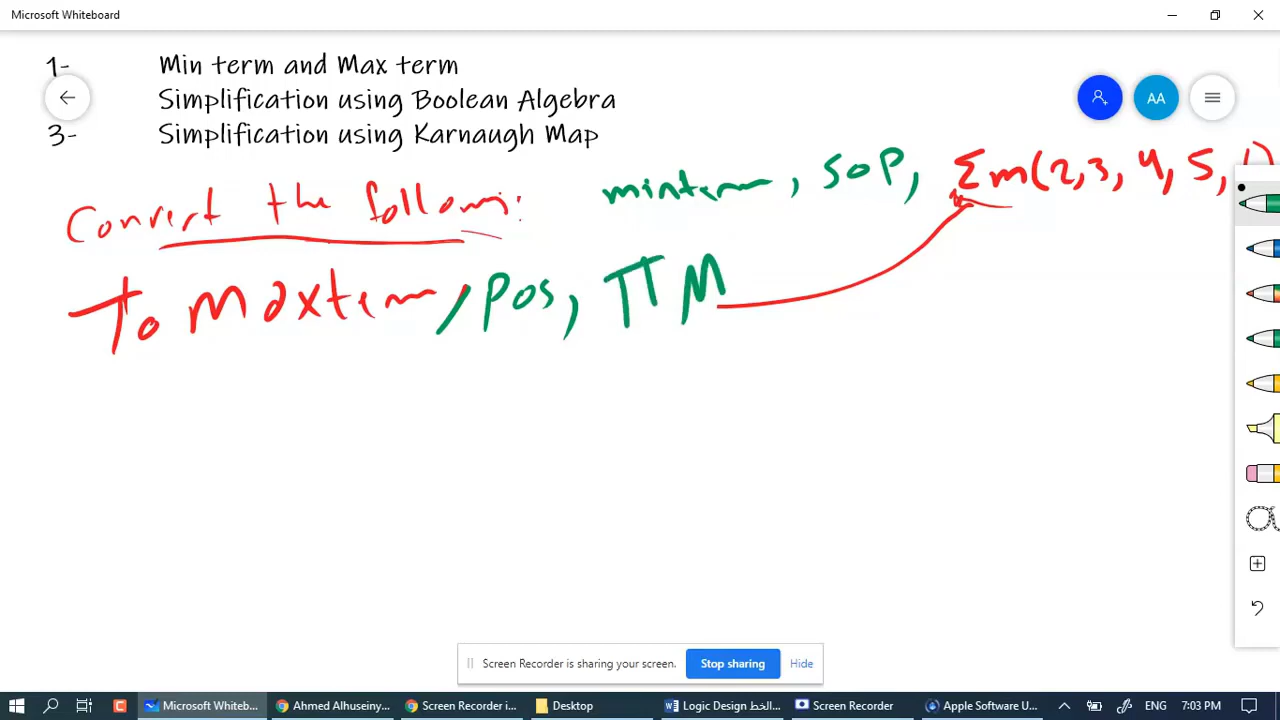 Microsoft Whiteboard
1- Min term and Max term
Simplification using Boolean Algebra
3- Simplification using Karnaugh Map
AA
minterm, SOP, Σm(2,3, 4, 5, 1)
Convert the following:
To Maxterm / POS, ΠM
Screen Recorder is sharing your screen. Stop sharing Hide
Microsoft Whiteb... Ahmed Alhuseiny... Screen Recorder i... Desktop Logic Design الخط... Screen Recorder Apple Software U... ENG 7:03 PM